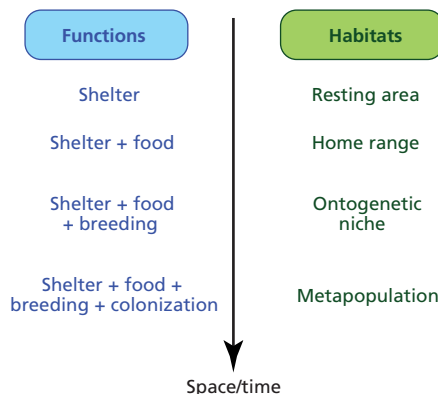 Functions
Habitats
Shelter
Resting area
Shelter + food
Home range
Shelter + food
+ breeding
Ontogenetic
niche
Shelter + food +
breeding + colonization
Metapopulation
Space/time